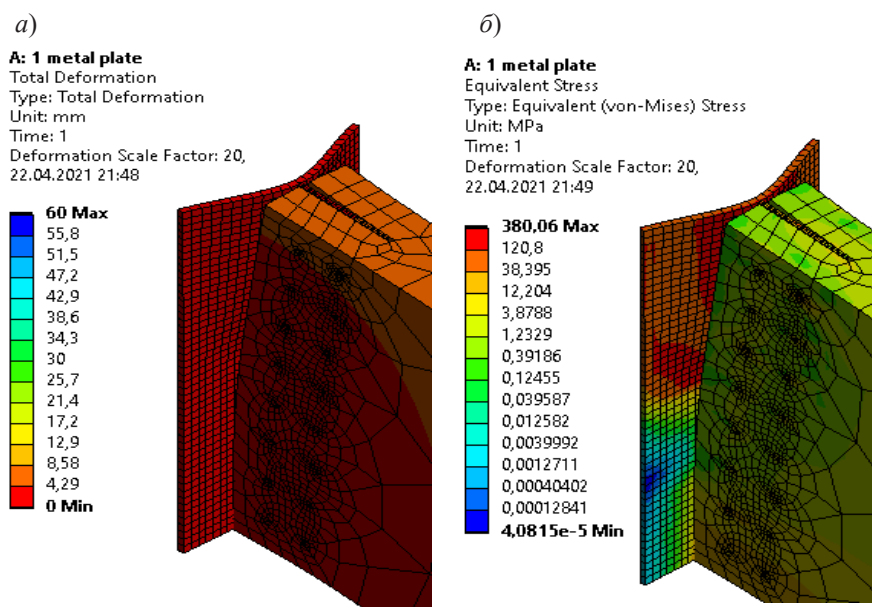 а)
A: 1 metal plate
Total Deformation
Type: Total Deformation
Unit: mm
Time: 1
Deformation Scale Factor: 20,
22.04.2021 21:48
60 Max
55,8
51,5
47,2
42,9
38,6
34,3
30
25,7
21,4
17,2
12,9
8,58
4,29
0 Min
б)
A: 1 metal plate
Equivalent Stress
Type: Equivalent (von-Mises) Stress
Unit: MPa
Time: 1
Deformation Scale Factor: 20,
22.04.2021 21:49
380,06 Max
120,8
38,395
12,204
3,8788
1,2329
0,39186
0,12455
0,039587
0,012582
0,0039992
0,0012711
0,00040402
0,00012841
4,0815e-5 Min